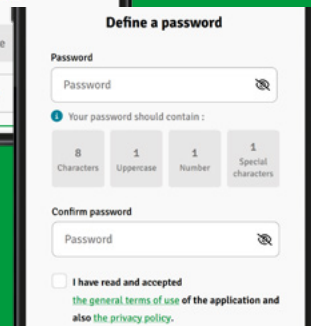 Define a password
e
Password
Password
Your password should contain :
8
Characters
1
Uppercase
1
Number
1
Special
characters
Confirm password
Password
I have read and accepted
the general terms of use of the application and
also the privacy policy.